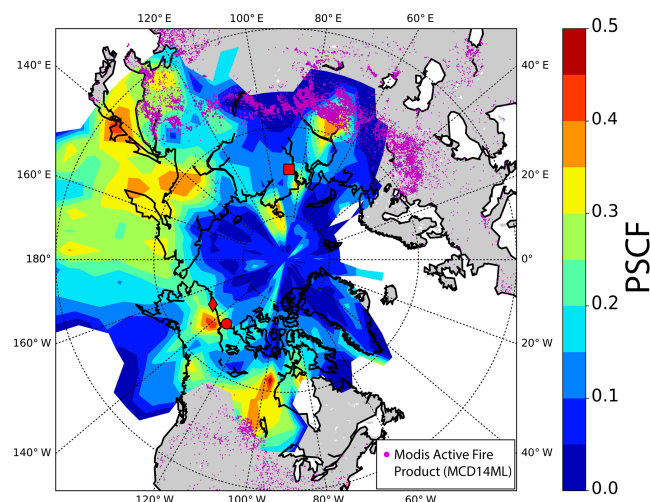 120° E 100° E 80° E 60° E
140° E 40° E
160° E 20° E
180° 0°
160° W 20° W
140° W 40° W
120° W 100° W 80° W 60° W
0.5
0.4
0.3
0.2
0.1
0.0
PSCF
Modis Active Fire
Product (MCD14ML)